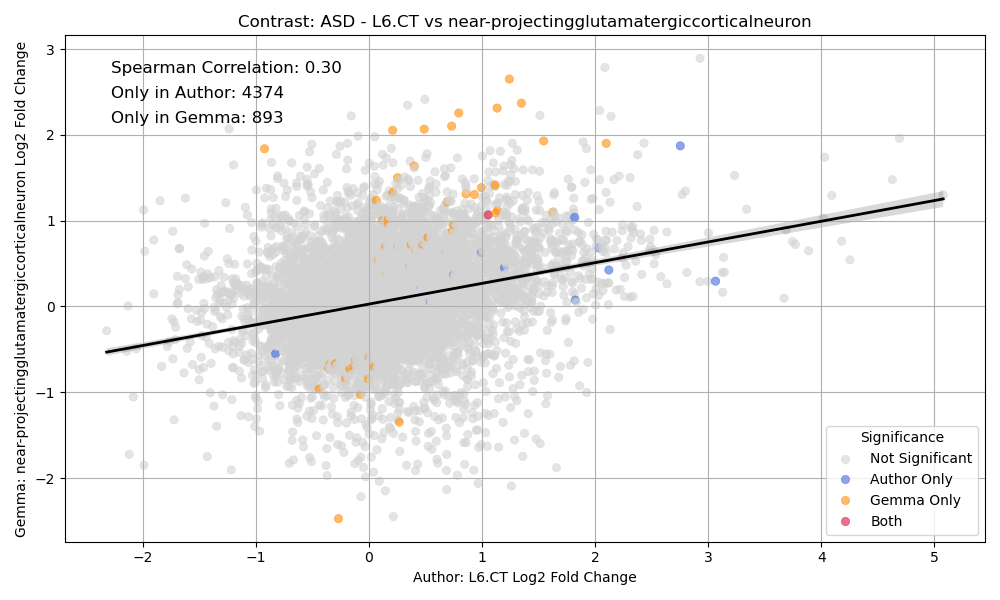 Contrast: ASD - L6.CT vs near-projectingglutamatergiccorticalneuron
Gemma: near-projectingglutamatergiccorticalneuron Log2 Fold Change
3
2
1
0
−1
−2
Spearman Correlation: 0.30
Only in Author: 4374
Only in Gemma: 893
Significance
Not Significant
Author Only
Gemma Only
Both
−2
−1
0
1
2
3
4
5
Author: L6.CT Log2 Fold Change